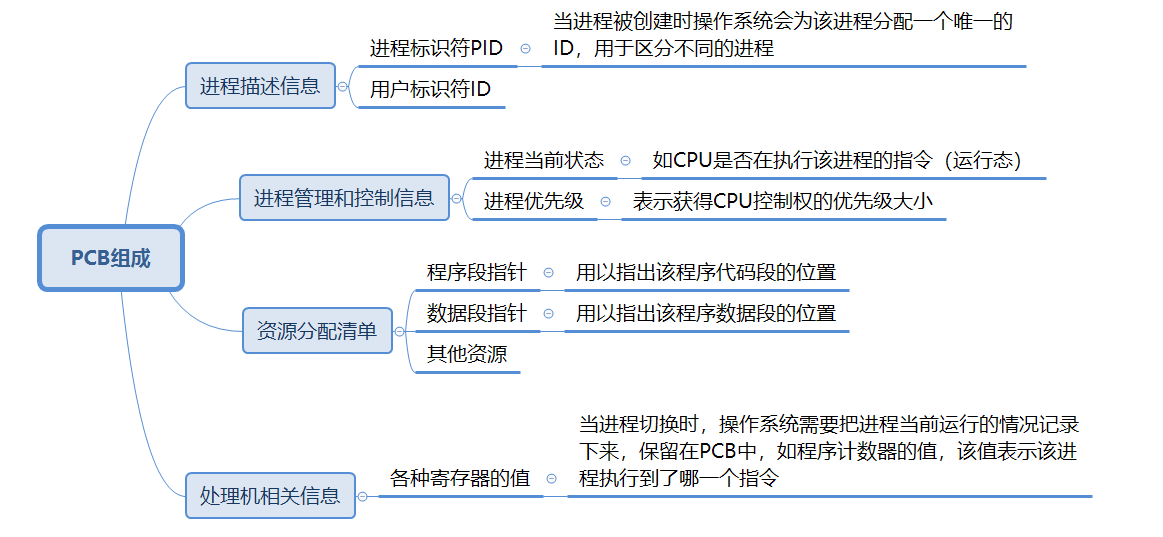 PCB组成
进程描述信息
进程标识符PID
当进程被创建时操作系统会为该进程分配一个唯一的
ID，用于区分不同的进程
用户标识符ID
进程管理和控制信息
进程当前状态
如CPU是否在执行该进程的指令（运行态）
进程优先级
表示获得CPU控制权的优先级大小
资源分配清单
程序段指针
用以指出该程序代码段的位置
数据段指针
用以指出该程序数据段的位置
其他资源
处理机相关信息
各种寄存器的值
当进程切换时，操作系统需要把进程当前运行的情况记录
下来，保留在PCB中，如程序计数器的值，该值表示该进
程执行到了哪一个指令